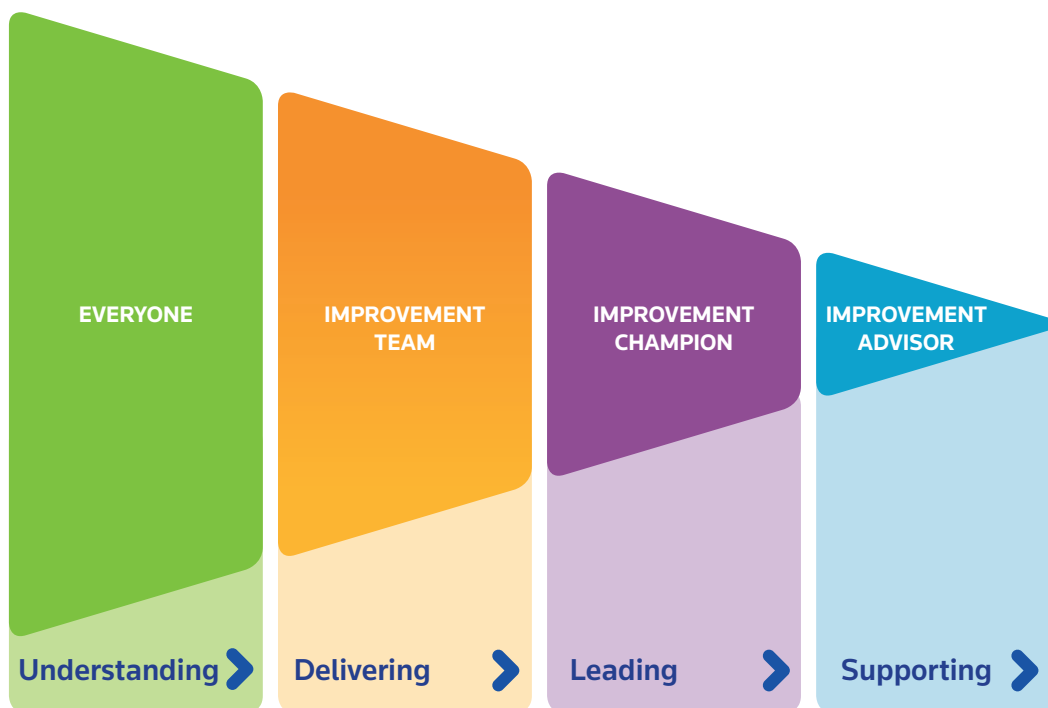 EVERYONE
IMPROVEMENT
TEAM
IMPROVEMENT
CHAMPION
IMPROVEMENT
ADVISOR
Understanding
Delivering
Leading
Supporting